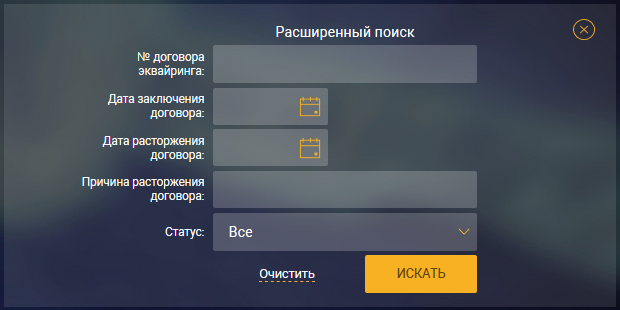 Расширенный поиск
№ договора
эквайринга:
Дата заключения
договора:
Дата расторжения
договора:
Причина расторжения
договора:
Статус:
Все
Очистить
ИСКАТЬ